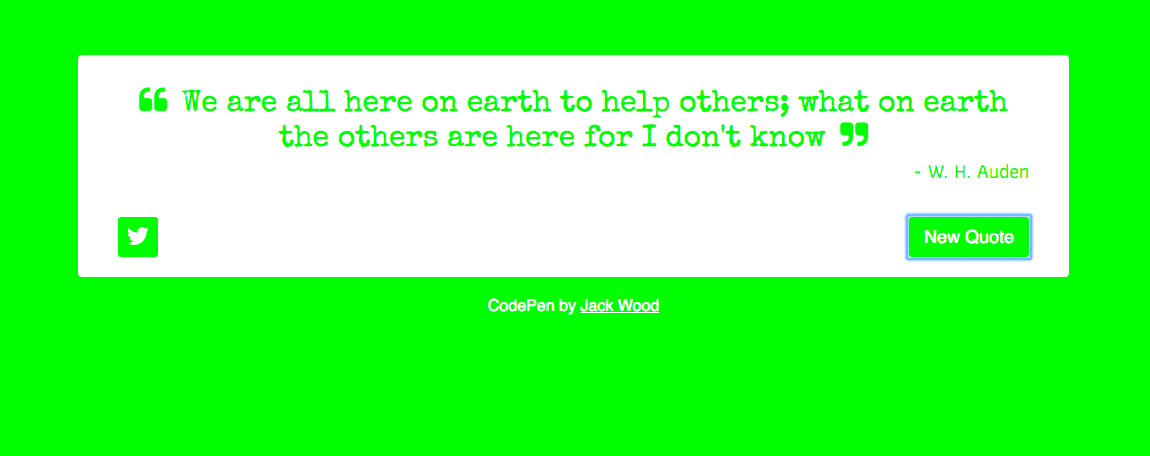 “ We are all here on earth to help others; what on earth
the others are here for I don't know ”
- W. H. Auden
New Quote
CodePen by Jack Wood